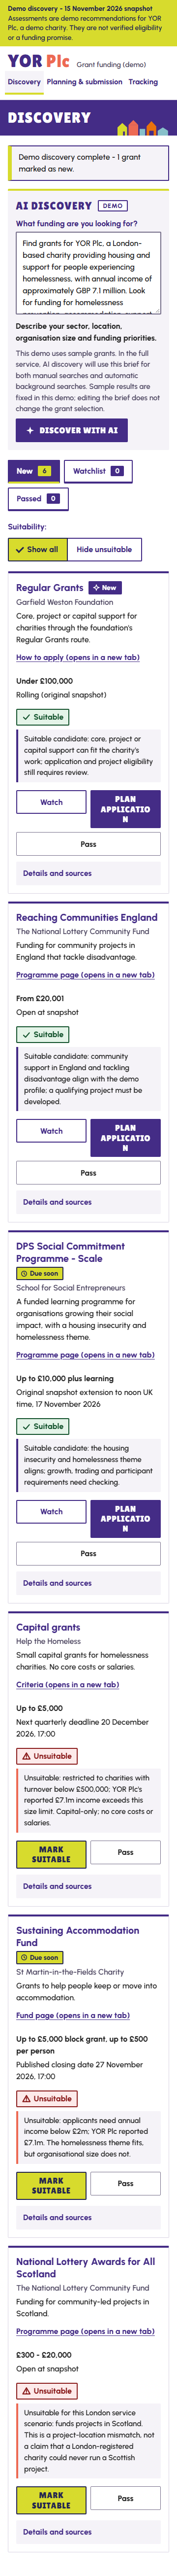 Demo discovery - 15 November 2026 snapshot
Assessments are demo recommendations for YOR
Plc, a demo charity. They are not verified eligibility
or a funding promise.
YOR Plc Grant funding (demo)
Discovery Planning & submission Tracking
DISCOVERY
Demo discovery complete - 1 grant
marked as new.
AI DISCOVERY DEMO
What funding are you looking for?
Find grants for YOR Plc, a London-
based charity providing housing and
support for people experiencing
homelessness, with annual income of
approximately GBP 7.1 million. Look
for funding for homelessness
Describe your sector, location,
organisation size and funding priorities.
This demo uses sample grants. In the full
service, AI discovery will use this brief for
both manual searches and automatic
background searches. Sample results are
fixed in this demo; editing the brief does not
change the grant selection.
DISCOVER WITH AI
New 6 Watchlist 0
Passed 0
Suitability:
Show all Hide unsuitable
Regular Grants New
Garfield Weston Foundation
Core, project or capital support for
charities through the foundation's
Regular Grants route.
How to apply (opens in a new tab)
Under £100,000
Rolling (original snapshot)
Suitable
Suitable candidate: core, project or
capital support can fit the charity's
work; application and project eligibility
still requires review.
Watch
PLAN
APPLICATIO
N
Pass
Details and sources
Reaching Communities England
The National Lottery Community Fund
Funding for community projects in
England that tackle disadvantage.
Programme page (opens in a new tab)
From £20,001
Open at snapshot
Suitable
Suitable candidate: community
support in England and tackling
disadvantage align with the demo
profile; a qualifying project must be
developed.
Watch
PLAN
APPLICATIO
N
Pass
Details and sources
DPS Social Commitment
Programme - Scale
Due soon
School for Social Entrepreneurs
A funded learning programme for
organisations growing their social
impact, with a housing insecurity and
homelessness theme.
Programme page (opens in a new tab)
Up to £10,000 plus learning
Original snapshot extension to noon UK
time, 17 November 2026
Suitable
Suitable candidate: the housing
insecurity and homelessness theme
aligns; growth, trading and participant
requirements need checking.
Watch
PLAN
APPLICATIO
N
Pass
Details and sources
Capital grants
Help the Homeless
Small capital grants for homelessness
charities. No core costs or salaries.
Criteria (opens in a new tab)
Up to £5,000
Next quarterly deadline 20 December
2026, 17:00
Unsuitable
Unsuitable: restricted to charities with
turnover below £500,000; YOR Plc's
reported £7.1m income exceeds this
size limit. Capital-only; no core costs or
salaries.
MARK
SUITABLE
Pass
Details and sources
Sustaining Accommodation
Fund
Due soon
St Martin-in-the-Fields Charity
Grants to help people keep or move into
accommodation.
Fund page (opens in a new tab)
Up to £5,000 block grant, up to £500
per person
Published closing date 27 November
2026, 17:00
Unsuitable
Unsuitable: applicants need annual
income below £2m; YOR Plc reported
£7.1m. The homelessness theme fits,
but organisational size does not.
MARK
SUITABLE
Pass
Details and sources
National Lottery Awards for All
Scotland
The National Lottery Community Fund
Funding for community-led projects in
Scotland.
Programme page (opens in a new tab)
£300 - £20,000
Open at snapshot
Unsuitable
Unsuitable for this London service
scenario: funds projects in Scotland.
This is a project-location mismatch, not
a claim that a London-registered
charity could never run a Scottish
project.
MARK
SUITABLE
Pass
Details and sources